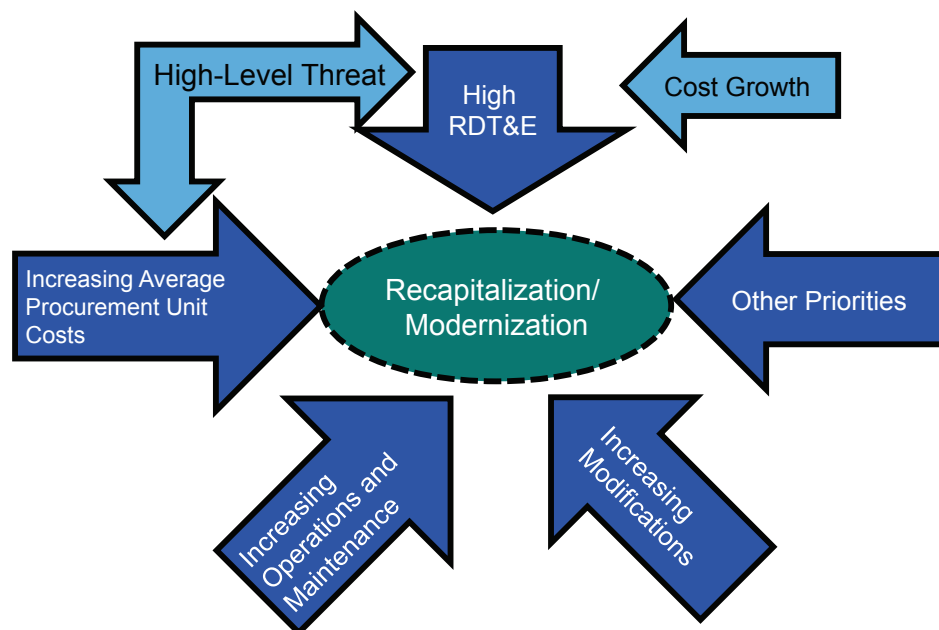 High-Level Threat
High
RDT&E
Cost Growth
Increasing Average
Procurement Unit
Costs
Recapitalization/
Modernization
Other Priorities
Increasing
Operations and
Maintenance
Increasing
Modifications